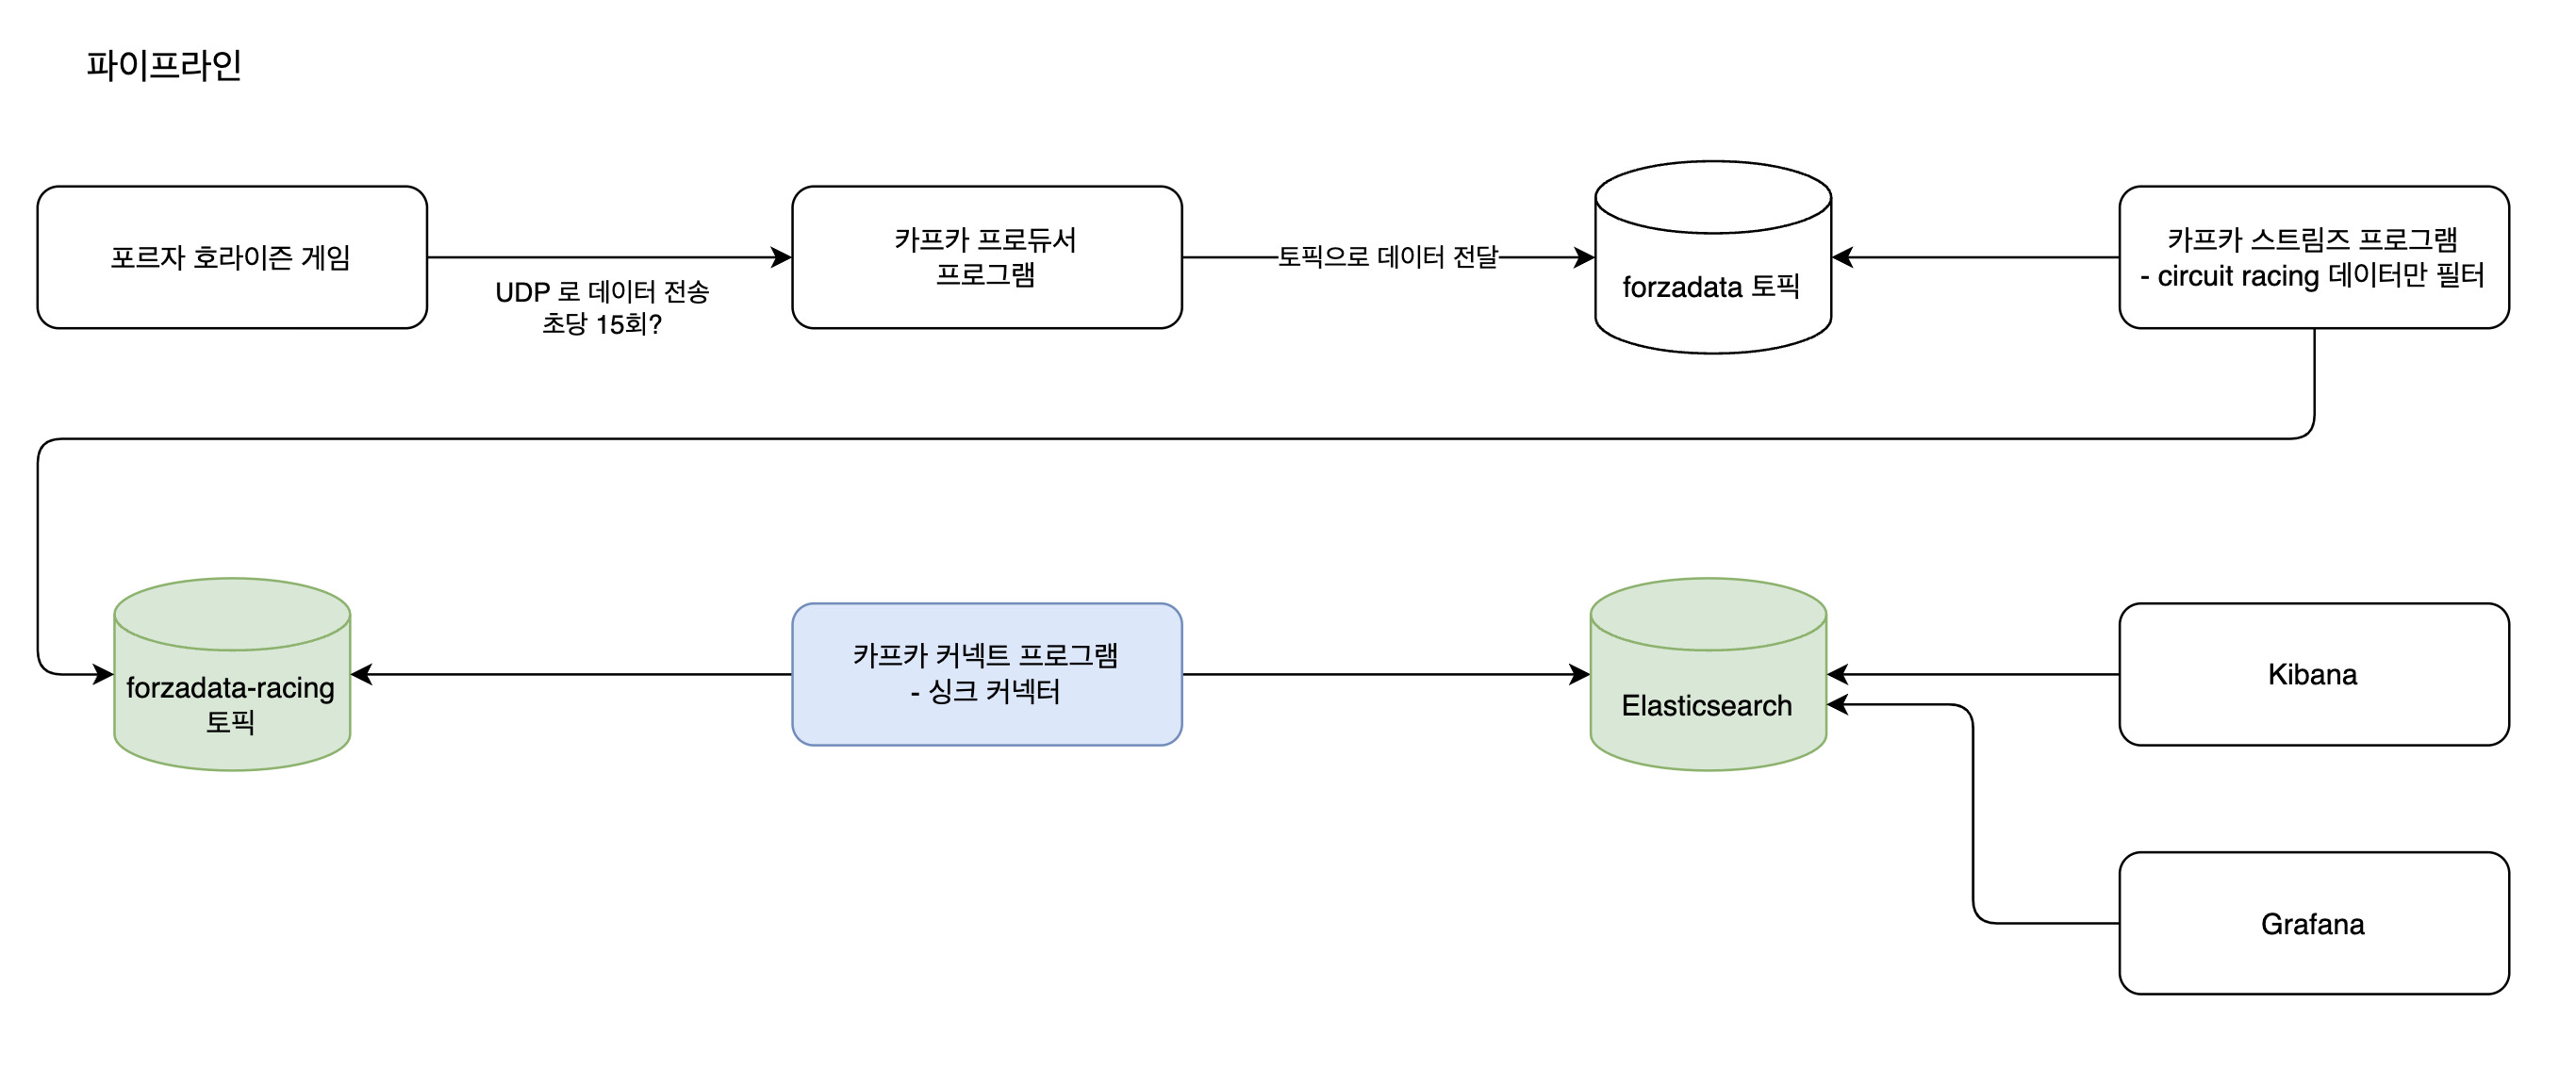 파이프라인
포르자 호라이즌 게임
UDP 로 데이터 전송
초당 15회?
카프카 프로듀서
프로그램
토픽으로 데이터 전달
forzadata 토픽
카프카 스트림즈 프로그램
- circuit racing 데이터만 필터
forzadata-racing
토픽
카프카 커넥트 프로그램
- 싱크 커넥터
Elasticsearch
Kibana
Grafana